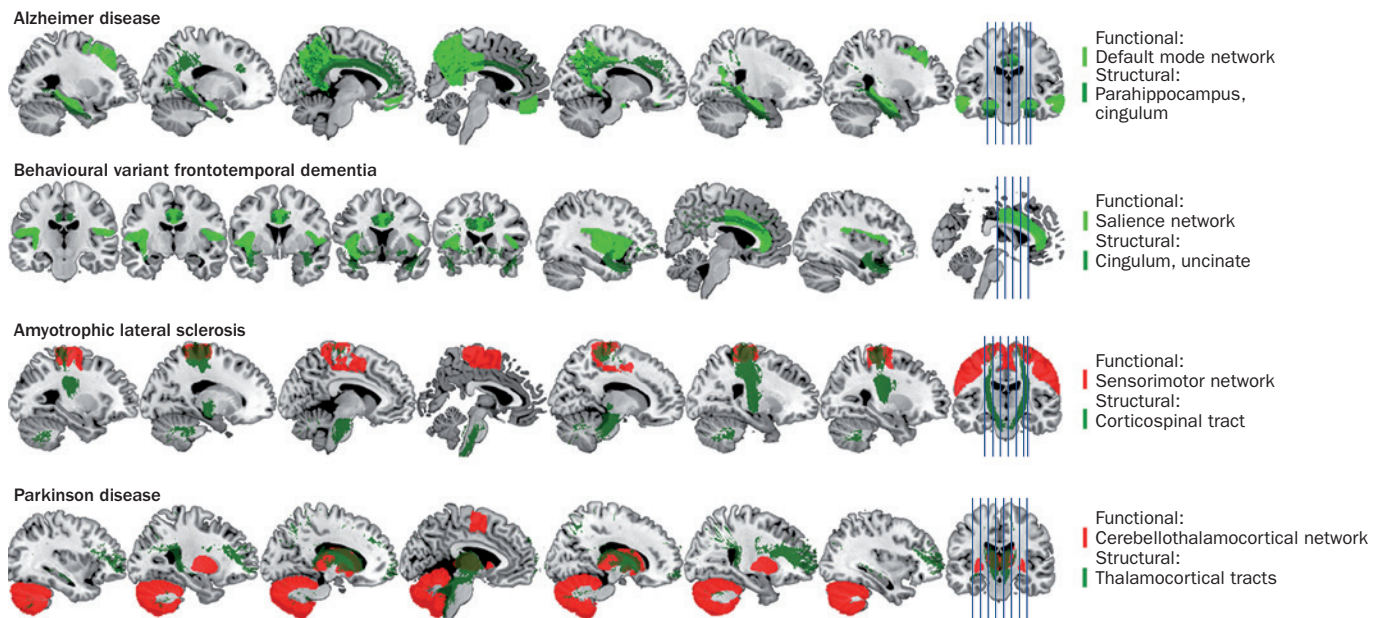 Alzheimer disease
Functional:
Default mode network
Structural:
Parahippocampus,
cingulum
Behavioural variant frontotemporal dementia
Functional:
Salience network
Structural:
Cingulum, uncinate
Amyotrophic lateral sclerosis
Functional:
Sensorimotor network
Structural:
Corticospinal tract
Parkinson disease
Functional:
Cerebellothalamocortical network
Structural:
Thalamocortical tracts